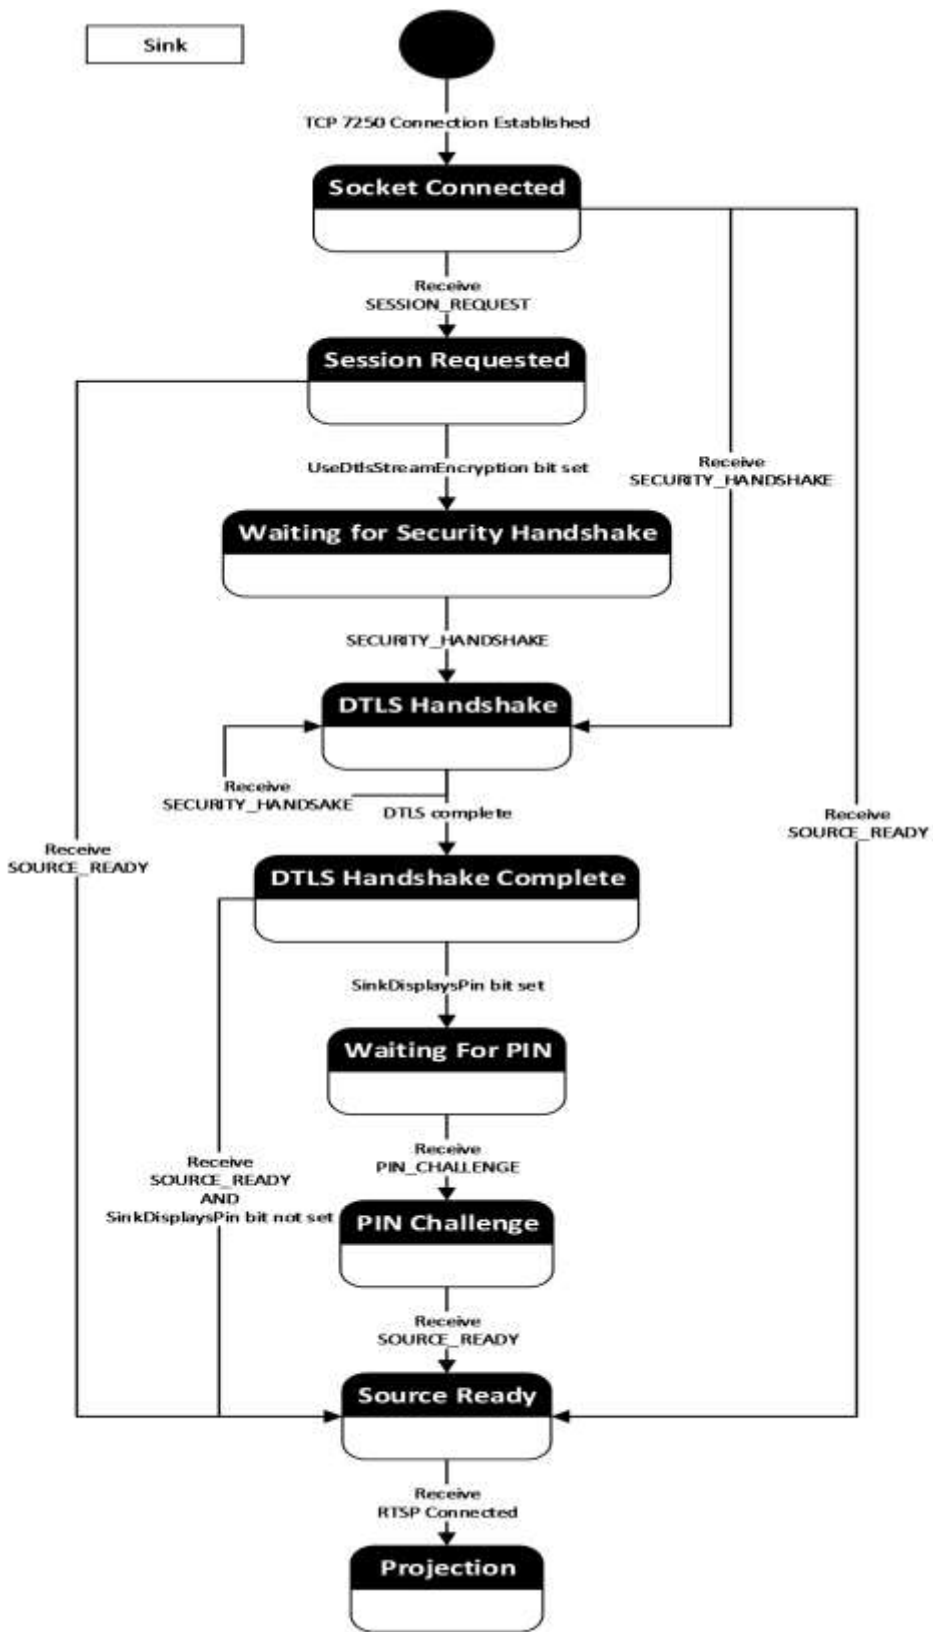 Sink
TCP 7250 Connection Established
Socket Connected
Receive
SESSION_REQUEST
Session Requested
UseDtlsStreamEncryption bit set
Receive
SECURITY_HANDSHAKE
Waiting for Security Handshake
SECURITY_HANDSHAKE
DTLS Handshake
Receive
SECURITY_HANDSAKE
DTLS complete
Receive
SOURCE_READY
Receive
SOURCE_READY
DTLS Handshake Complete
SinkDisplaysPin bit set
Waiting For PIN
Receive
PIN_CHALLENGE
Receive
SOURCE_READY
AND
SinkDisplaysPin bit not set
PIN Challenge
Receive
SOURCE_READY
Source Ready
Receive
RTSP Connected
Projection